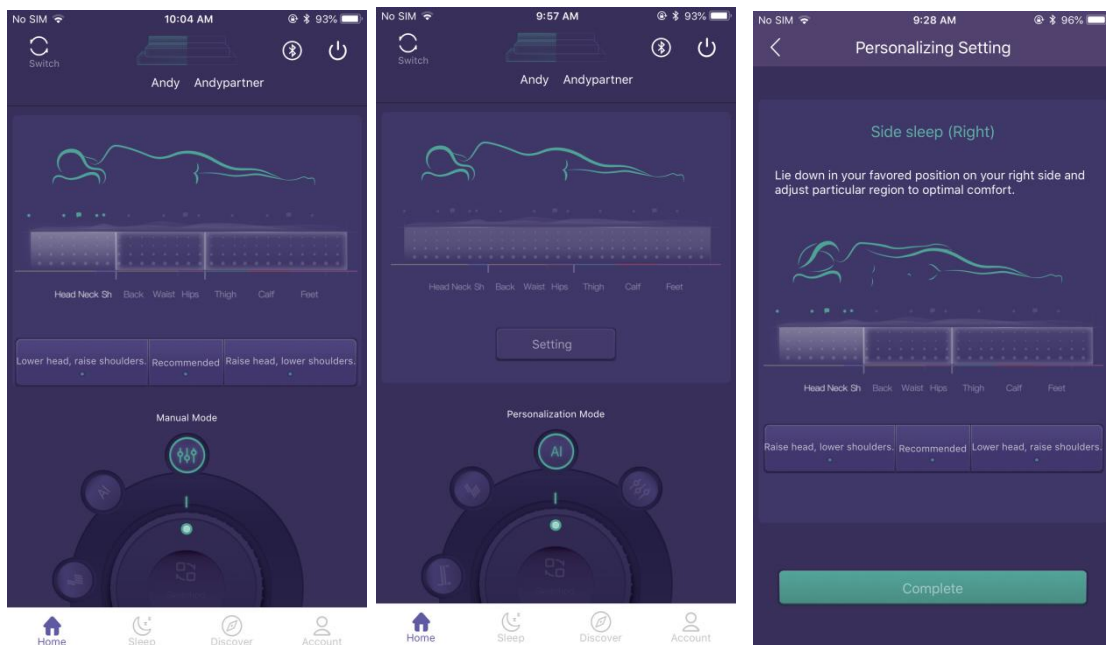 No SIM 10:04 AM 93%
Switch
Andy Andypartner
Head Neck Sh Back Waist Hips Thigh Calf Feet
Lower head, raise shoulders. Recommended Raise head, lower shoulders.
Manual Mode
AI
Home Sleep Discover Account
No SIM 9:57 AM 93%
Switch
Andy Andypartner
Head Neck Sh Back Waist Hips Thigh Calf Feet
Setting
Personalization Mode
AI
Home Sleep Discover Account
No SIM 9:28 AM 96%
Personalizing Setting
Side sleep (Right)
Lie down in your favored position on your right side and
adjust particular region to optimal comfort.
Head Neck Sh Back Waist Hips Thigh Calf Feet
Raise head, lower shoulders. Recommended Lower head, raise shoulders.
Complete